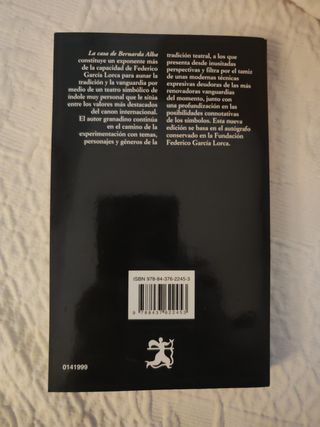 La casa de Bernarda Alba
constituye un exponente más
de la capacidad de Federico
García Lorca para aunar la
tradición y la vanguardia por
medio de un teatro simbólico de
índole muy personal que le sitúa
entre los valores más destacados
del canon internacional.
El autor granadino continúa
en el camino de la
experimentación con temas,
personajes y géneros de la
tradición teatral, a los que
presenta desde inusitadas
perspectivas y filtra por el tamiz
de unas modernas técnicas
expresivas deudoras de las más
renovadoras vanguardias
del momento, junto con
una profundización en las
posibilidades connotativas
de los símbolos. Esta nueva
edición se basa en el autógrafo
conservado en la Fundación
Federico García Lorca.
ISBN 978-84-376-2245-3
9 788437 622453
0141999